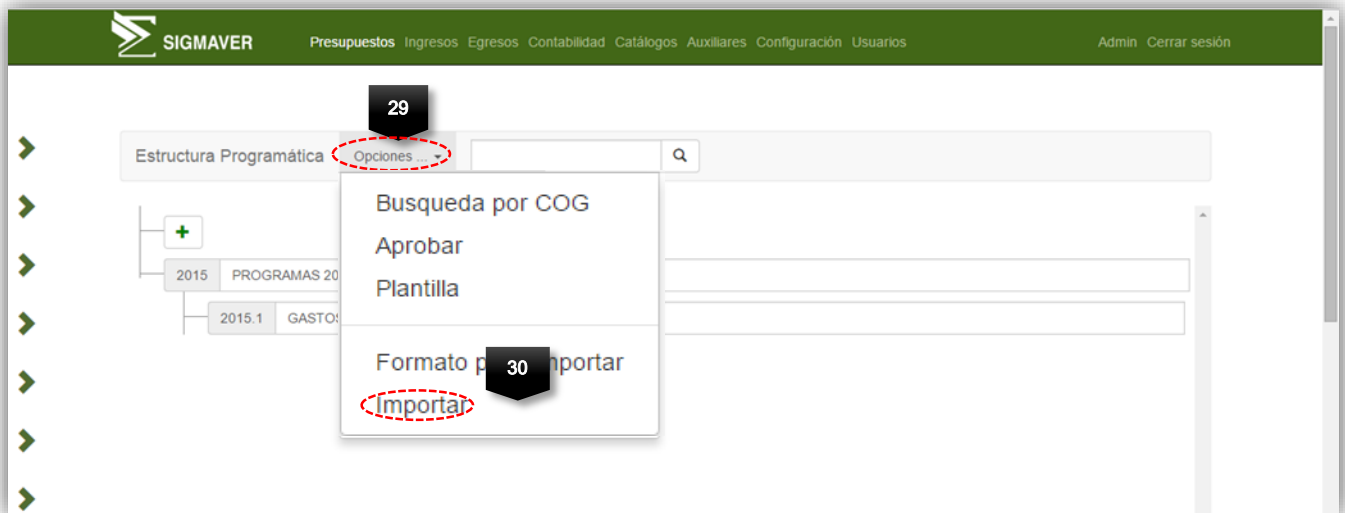 SIGMAVER Presupuestos Ingresos Egresos Contabilidad Catálogos Auxiliares Configuración Usuarios Admin Cerrar sesión
29
Estructura Programática Opciones ...
Busqueda por COG
Aprobar
2015 PROGRAMAS 20
Plantilla
2015.1 GASTOS
Formato
30
Importar